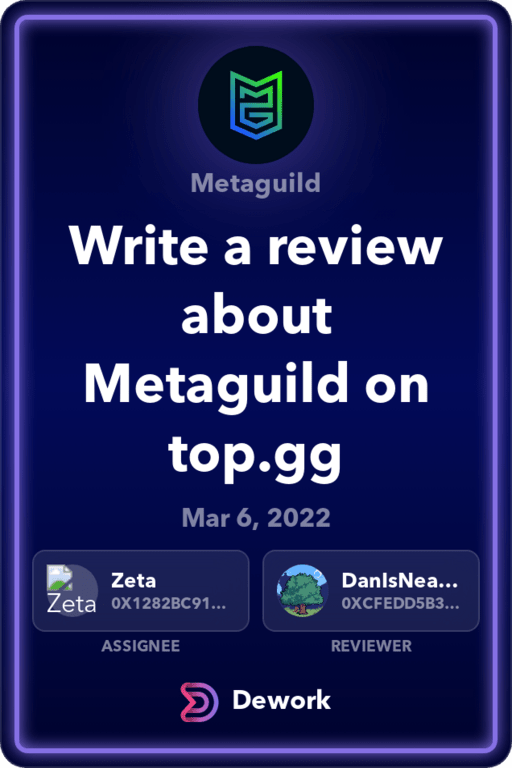 Metaguild
Write a review
about
Metaguild on
top.gg
Mar 6, 2022
Zeta
Zeta
0X1282BC91...
ASSIGNEE
DanIsNea...
0XCFEDD5B3...
REVIEWER
Dework